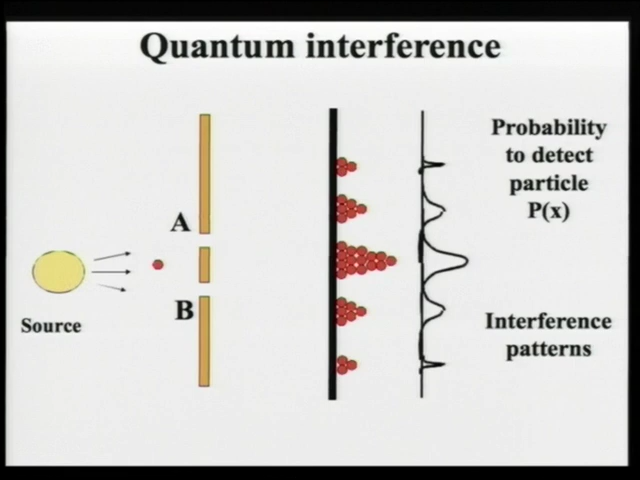 Quantum interference
Probability
to detect
particle
P(x)
A
B
Source
Interference
patterns